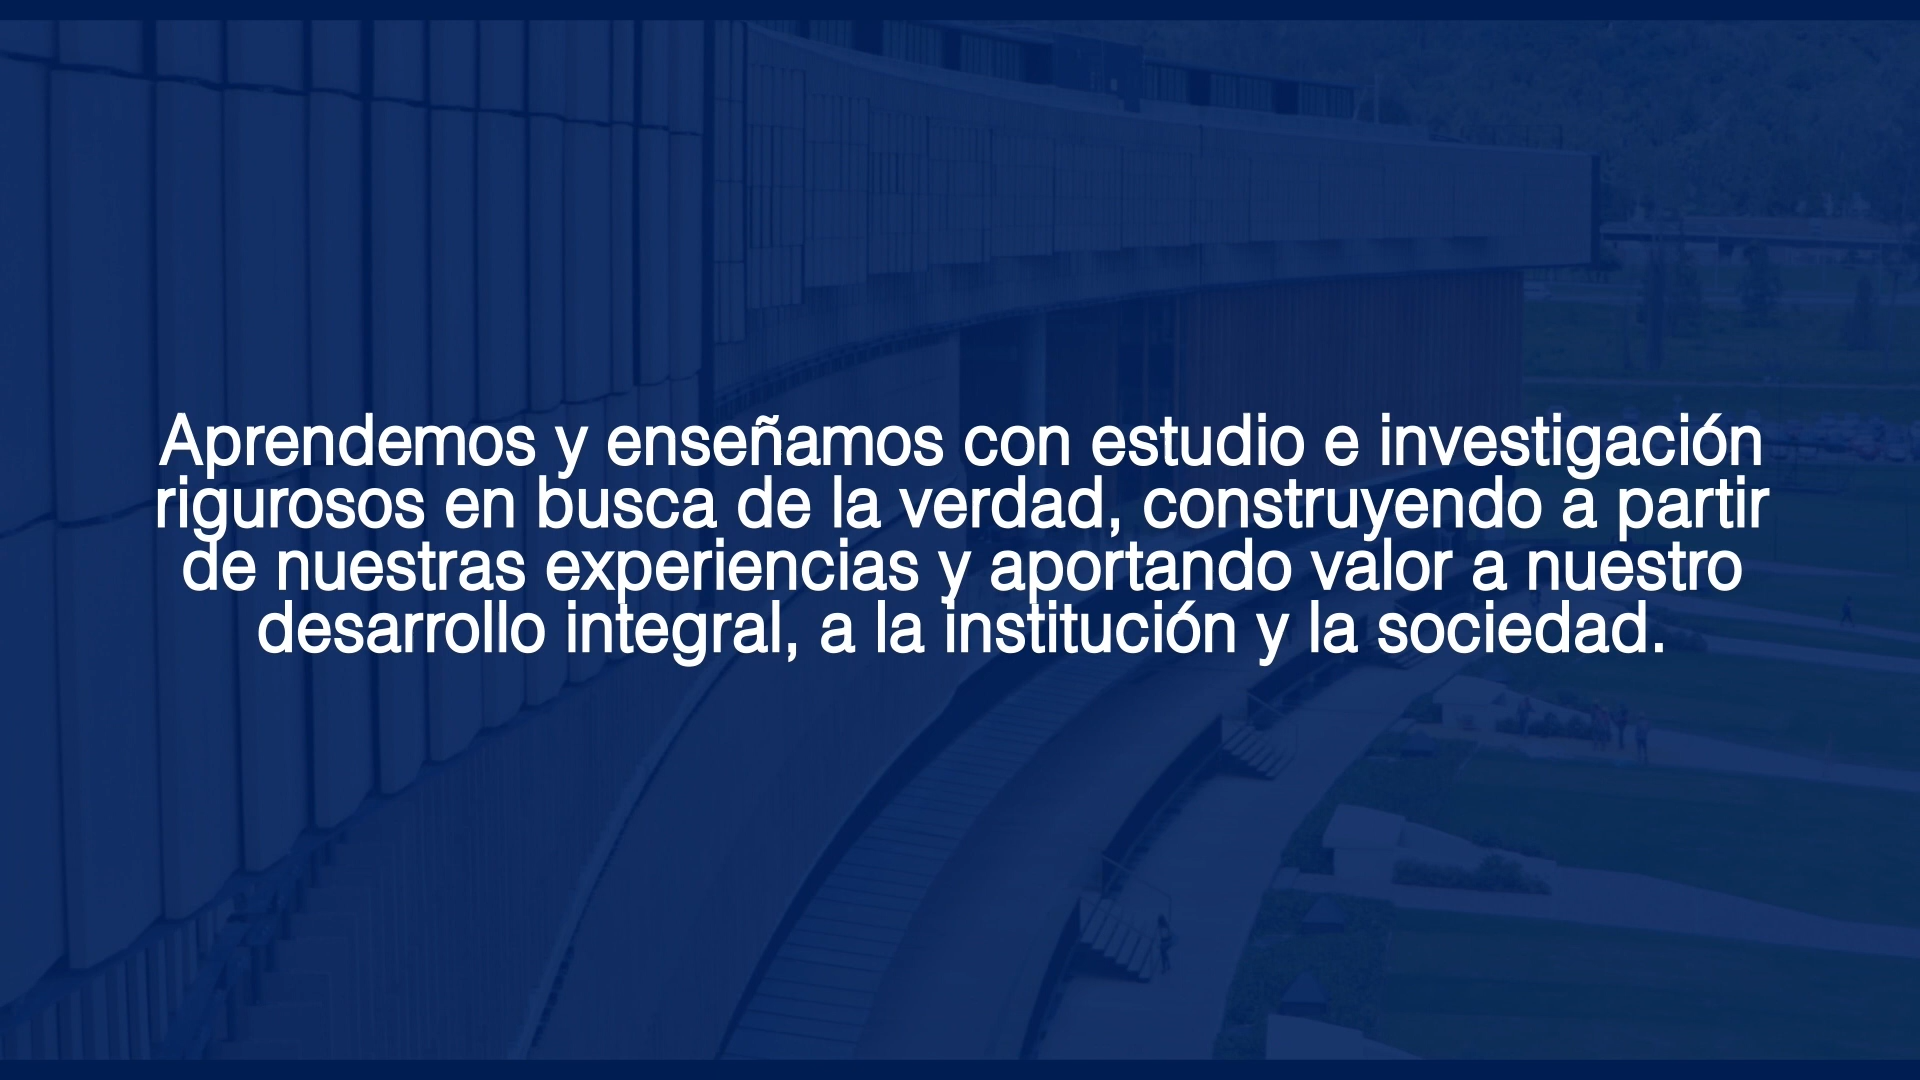 Aprendemos y enseñamos con estudio e investigación
rigurosos en busca de la verdad, construyendo a partir
de nuestras experiencias y aportando valor a nuestro
desarrollo integral, a la institución y la sociedad.